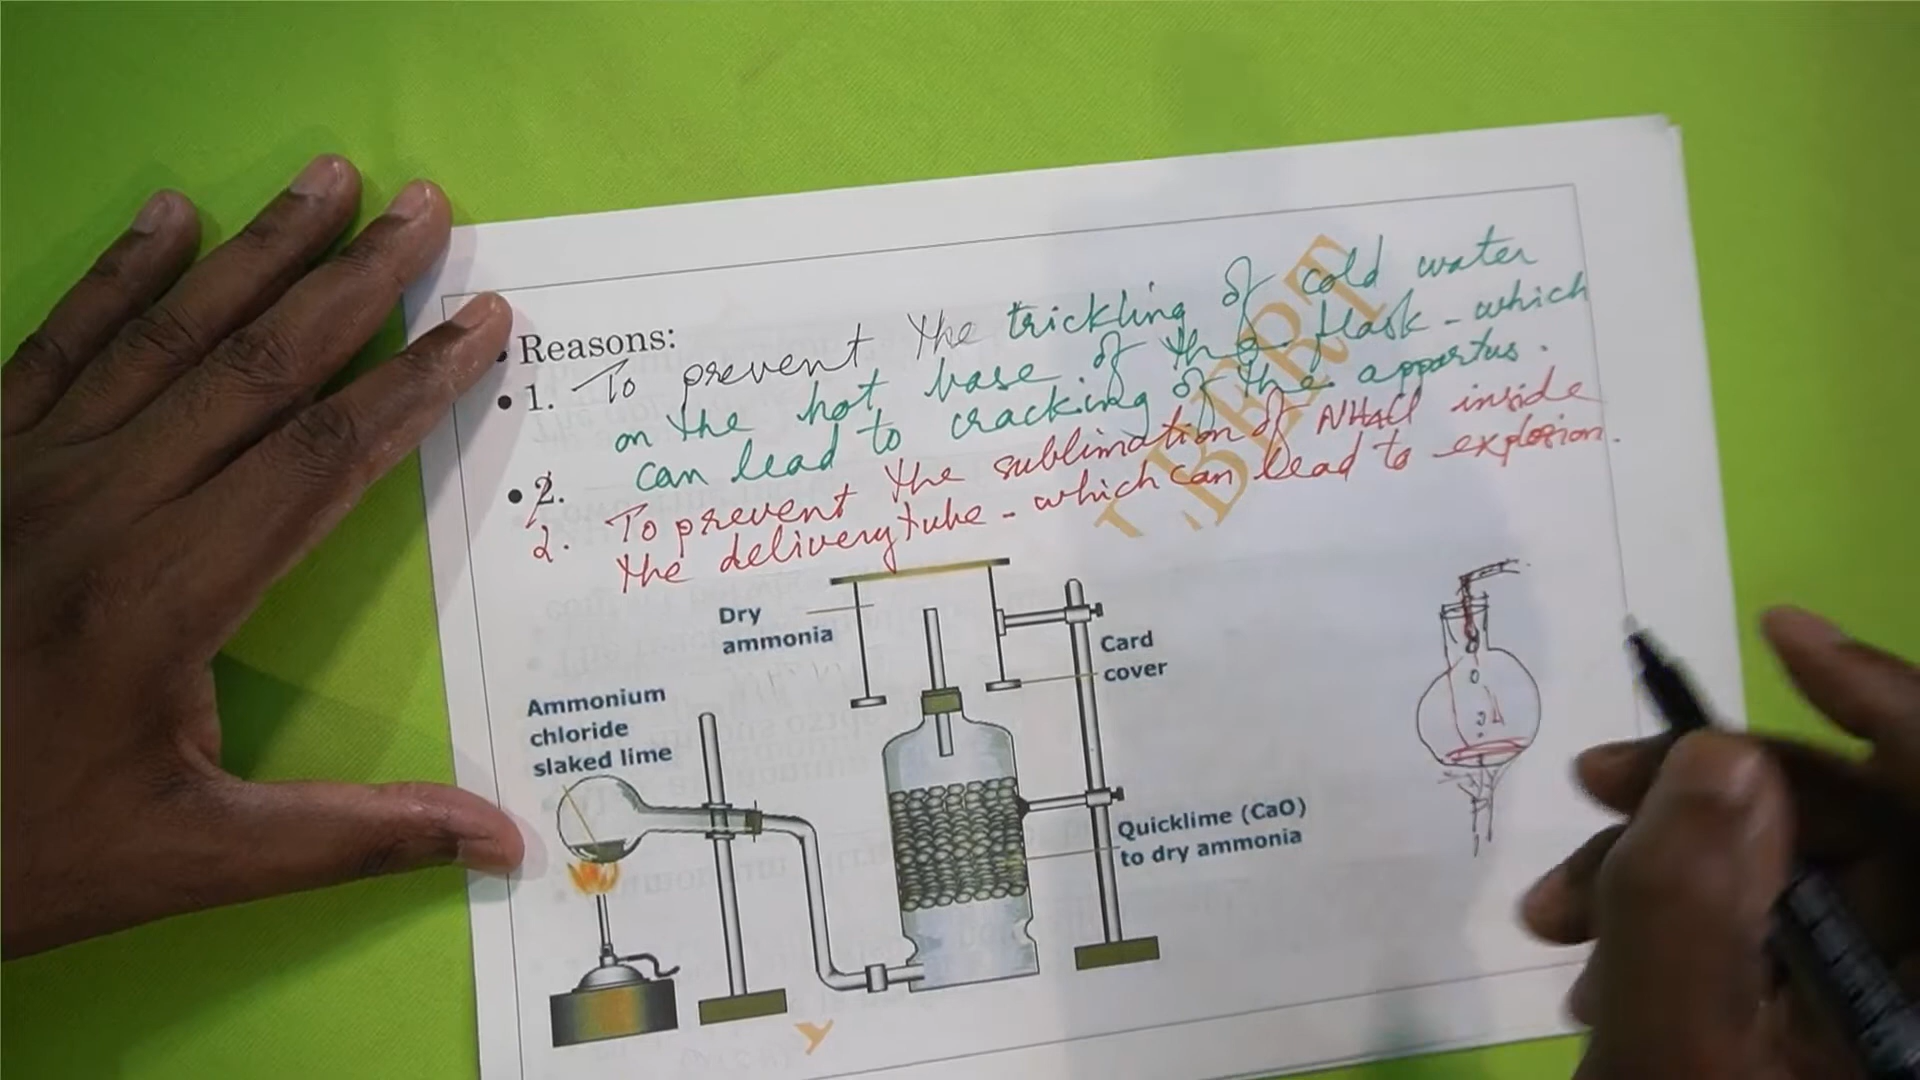 • Reasons:
• 1. To prevent the trickling of cold water
on the hot base of the flask - which
can lead to cracking of the appartus.
• 2.
2. To prevent the sublimation of NH4Cl inside
the delivery tube - which can lead to explosion.
Dry
ammonia
Card
cover
Ammonium
chloride
slaked lime
Quicklime (CaO)
to dry ammonia